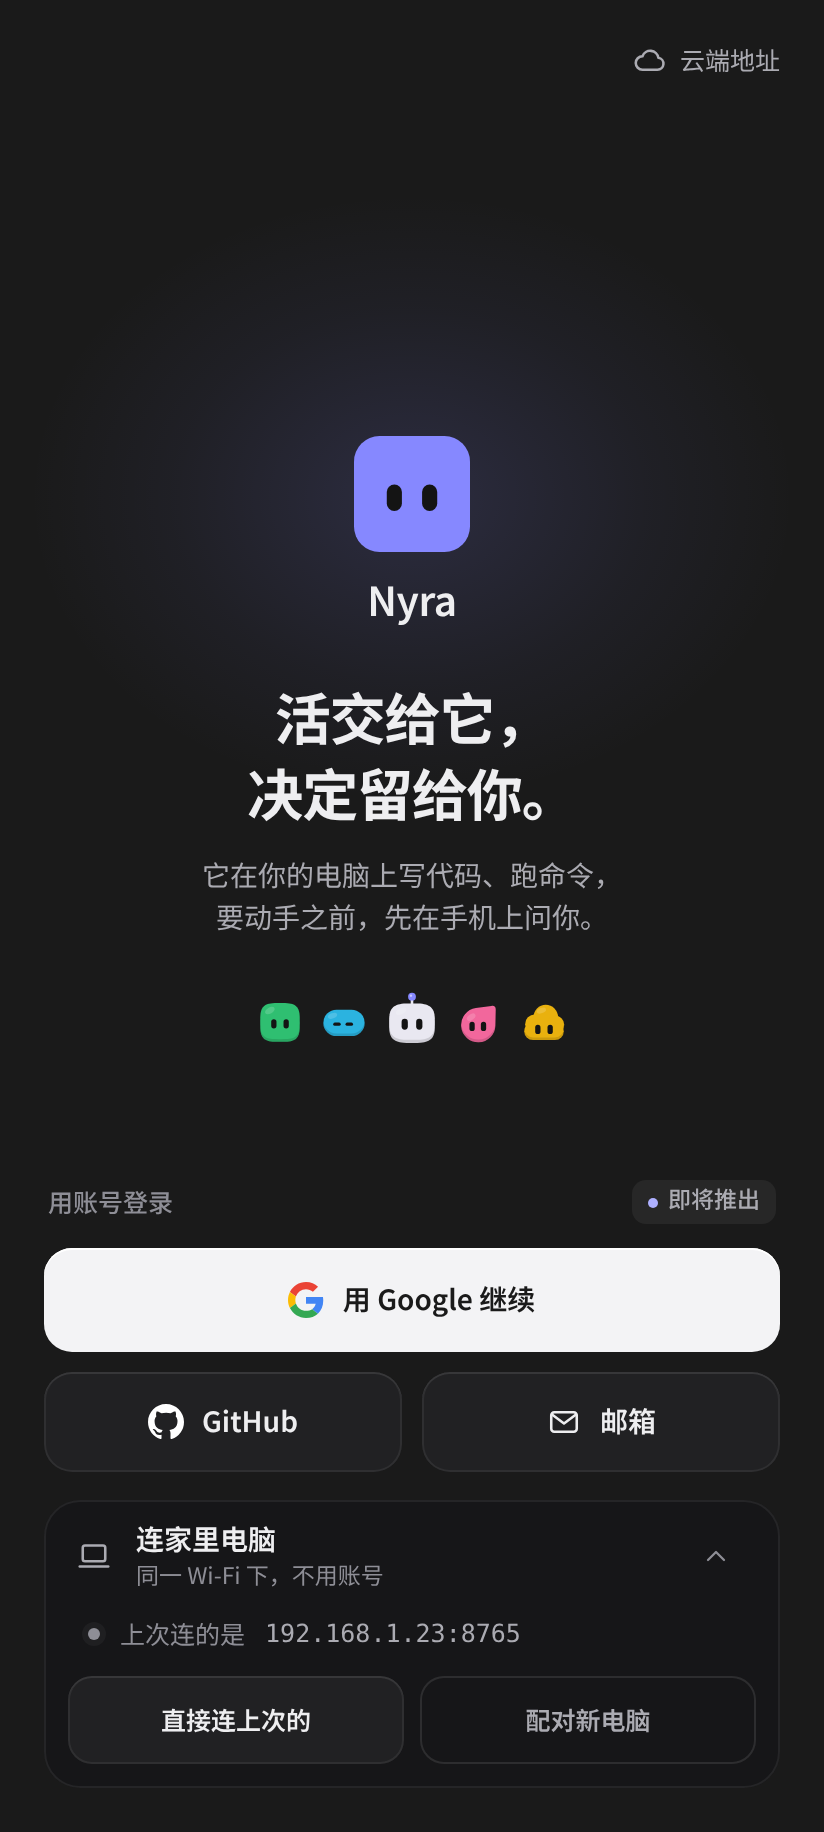 云端地址
Nyra
活交给它，
决定留给你。
它在你的电脑上写代码、跑命令，
要动手之前，先在手机上问你。
用账号登录
即将推出
用 Google 继续
GitHub
邮箱
连家里电脑
同一 Wi-Fi 下，不用账号
上次连的是 192.168.1.23:8765
直接连上次的
配对新电脑